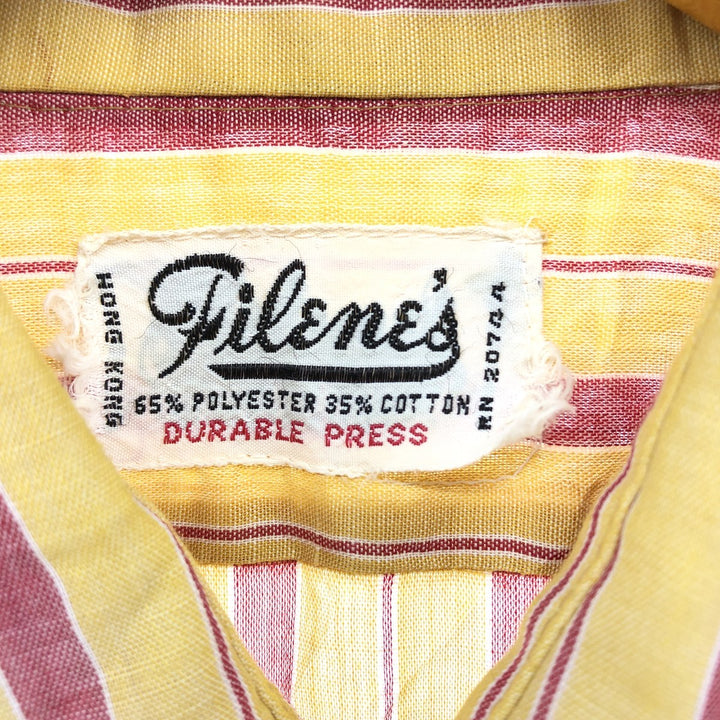 Filene's
65% POLYESTER 35% COTTON
DURABLE PRESS
HONG KONG
RN 20744